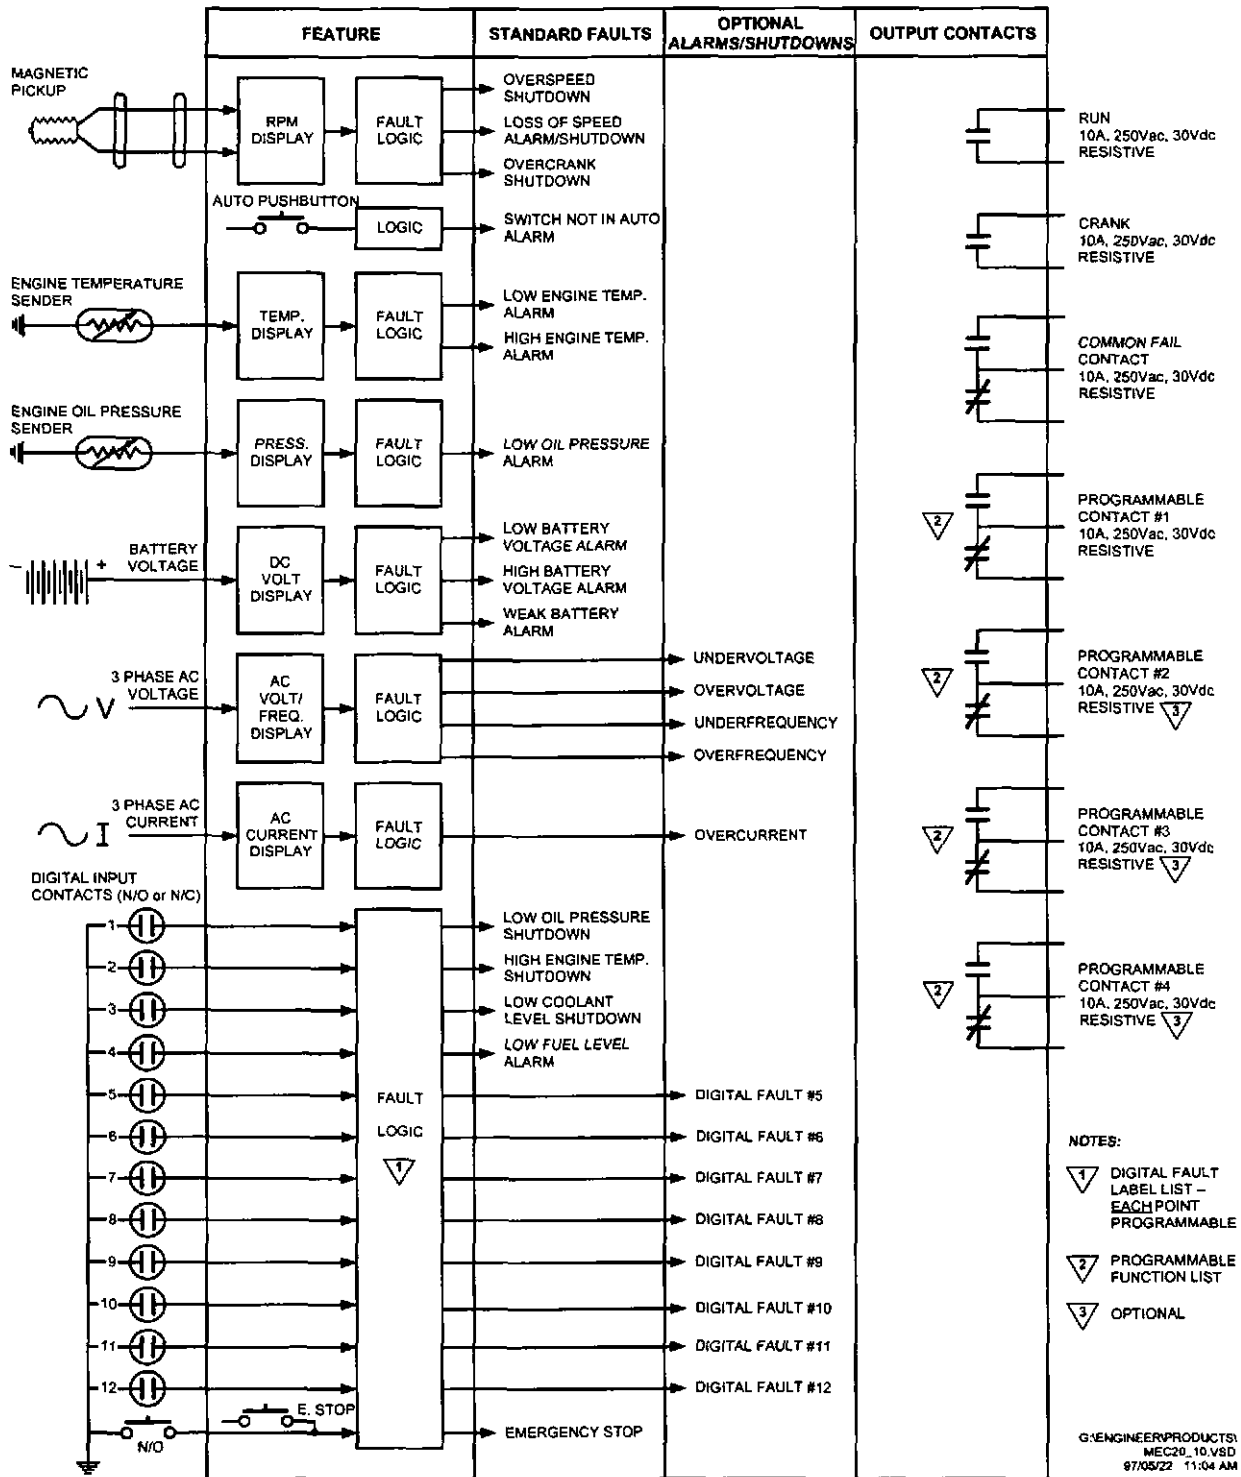 FEATURE
STANDARD FAULTS
OPTIONAL
ALARMS/SHUTDOWNS
OUTPUT CONTACTS
MAGNETIC
PICKUP
RPM
DISPLAY
FAULT
LOGIC
OVERSPEED
SHUTDOWN
LOSS OF SPEED
ALARM/SHUTDOWN
OVERCRANK
SHUTDOWN
RUN
10A, 250Vac, 30Vdc
RESISTIVE
AUTO PUSHBUTTON
LOGIC
SWITCH NOT IN AUTO
ALARM
CRANK
10A, 250Vac, 30Vdc
RESISTIVE
ENGINE TEMPERATURE
SENDER
TEMP.
DISPLAY
FAULT
LOGIC
LOW ENGINE TEMP.
ALARM
HIGH ENGINE TEMP.
ALARM
COMMON FAIL
CONTACT
10A, 250Vac, 30Vdc
RESISTIVE
ENGINE OIL PRESSURE
SENDER
PRESS.
DISPLAY
FAULT
LOGIC
LOW OIL PRESSURE
ALARM
2
PROGRAMMABLE
CONTACT #1
10A, 250Vac, 30Vdc
RESISTIVE
- +
BATTERY
VOLTAGE
DC
VOLT
DISPLAY
FAULT
LOGIC
LOW BATTERY
VOLTAGE ALARM
HIGH BATTERY
VOLTAGE ALARM
WEAK BATTERY
ALARM
3 PHASE AC
VOLTAGE
V
AC
VOLT/
FREQ.
DISPLAY
FAULT
LOGIC
UNDERVOLTAGE
OVERVOLTAGE
UNDERFREQUENCY
OVERFREQUENCY
2
PROGRAMMABLE
CONTACT #2
10A, 250Vac, 30Vdc
RESISTIVE 3
3 PHASE AC
CURRENT
I
AC
CURRENT
DISPLAY
FAULT
LOGIC
OVERCURRENT
2
PROGRAMMABLE
CONTACT #3
10A, 250Vac, 30Vdc
RESISTIVE 3
DIGITAL INPUT
CONTACTS (N/O or N/C)
1
LOW OIL PRESSURE
SHUTDOWN
2
HIGH ENGINE TEMP.
SHUTDOWN
3
LOW COOLANT
LEVEL SHUTDOWN
4
LOW FUEL LEVEL
ALARM
2
PROGRAMMABLE
CONTACT #4
10A, 250Vac, 30Vdc
RESISTIVE 3
5
FAULT
LOGIC
1
DIGITAL FAULT #5
6
DIGITAL FAULT #6
7
DIGITAL FAULT #7
8
DIGITAL FAULT #8
9
DIGITAL FAULT #9
10
DIGITAL FAULT #10
11
DIGITAL FAULT #11
12
DIGITAL FAULT #12
N/O
E. STOP
EMERGENCY STOP
NOTES:
1 DIGITAL FAULT
LABEL LIST –
EACH POINT
PROGRAMMABLE
2 PROGRAMMABLE
FUNCTION LIST
3 OPTIONAL
G:\ENGINEER\PRODUCTS\
MEC20_10.VSD
97/05/22 11:04 AM